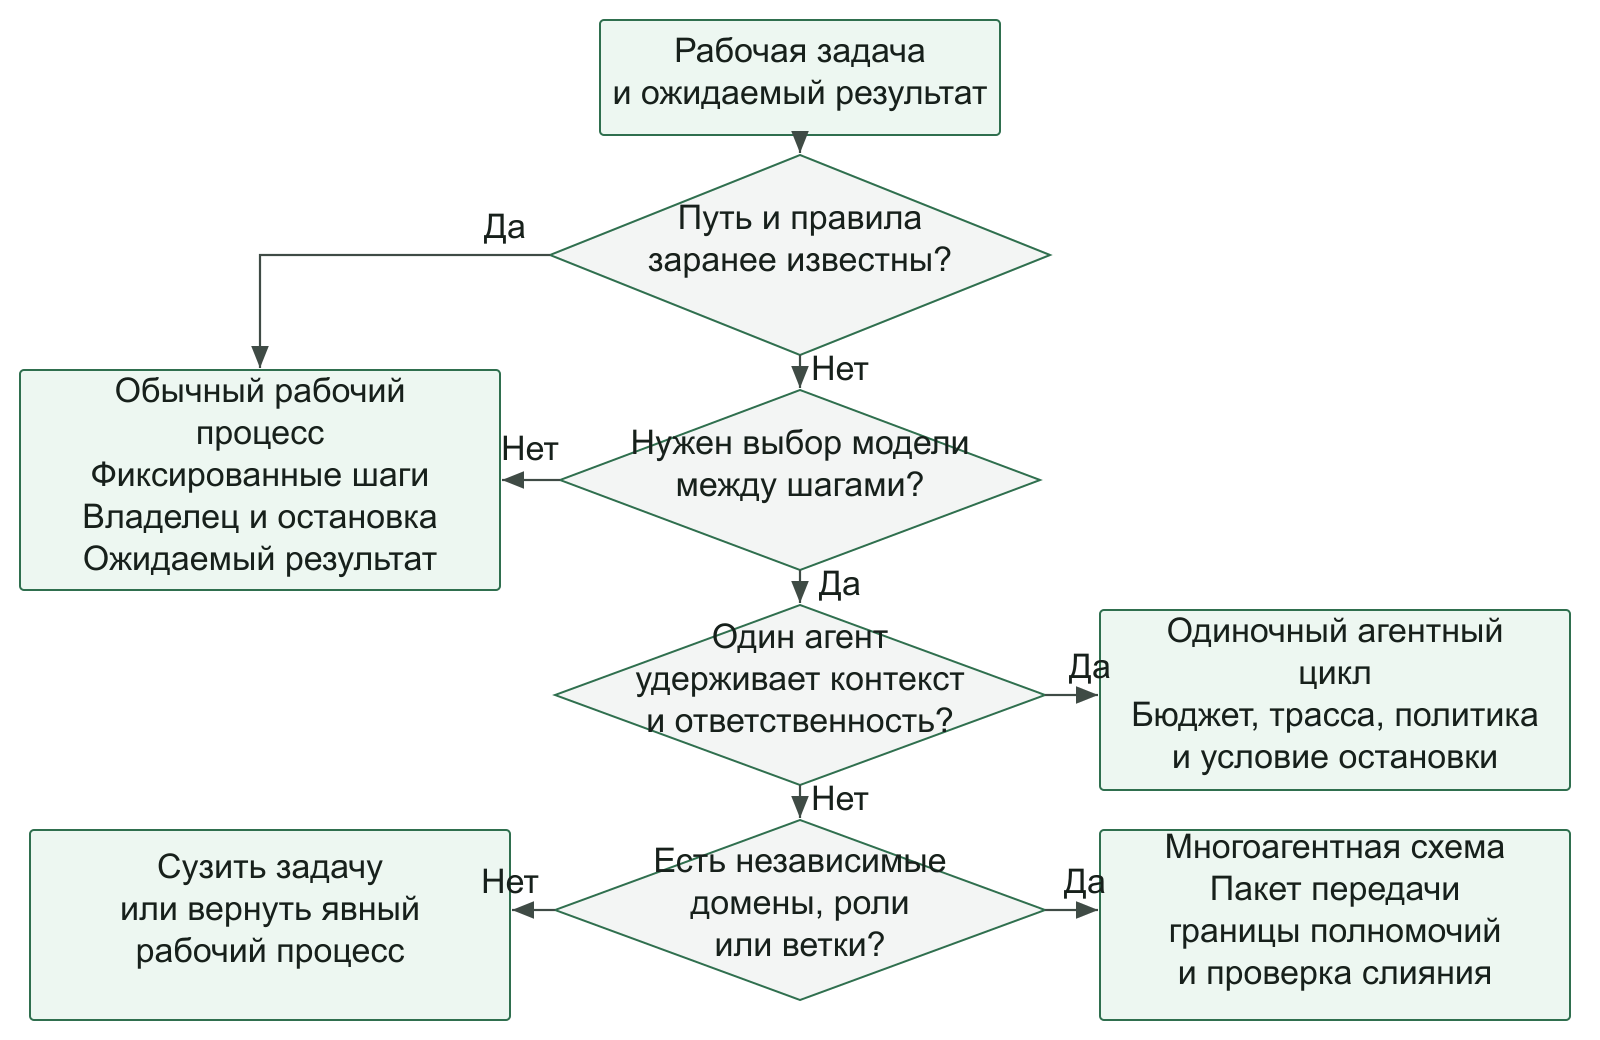 Рабочая задача
и ожидаемый результат
Путь и правила
заранее известны?
Да
Нет
Обычный рабочий
процесс
Фиксированные шаги
Владелец и остановка
Ожидаемый результат
Нет
Нужен выбор модели
между шагами?
Да
Один агент
удерживает контекст
и ответственность?
Да
Одиночный агентный
цикл
Бюджет, трасса, политика
и условие остановки
Нет
Сузить задачу
или вернуть явный
рабочий процесс
Нет
Есть независимые
домены, роли
или ветки?
Да
Многоагентная схема
Пакет передачи
границы полномочий
и проверка слияния